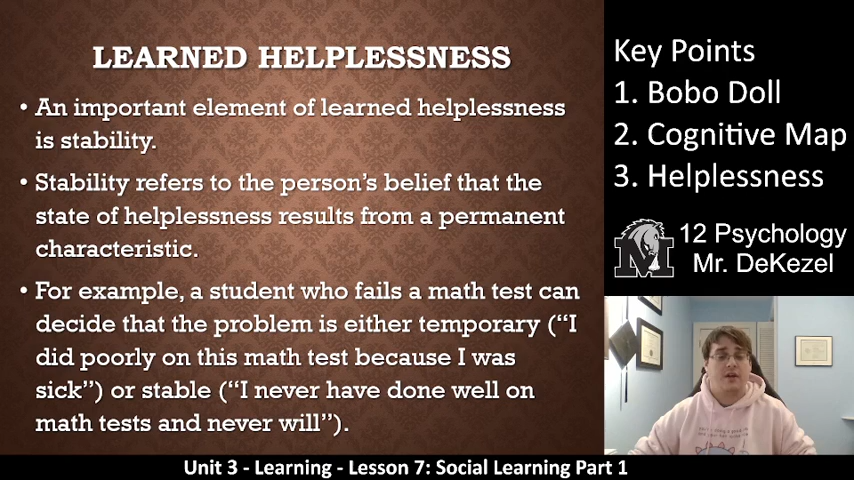 LEARNED HELPLESSNESS
• An important element of learned helplessness
is stability.
• Stability refers to the person's belief that the
state of helplessness results from a permanent
characteristic.
• For example, a student who fails a math test can
decide that the problem is either temporary (“I
did poorly on this math test because I was
sick”) or stable (“I never have done well on
math tests and never will”).
Key Points
1. Bobo Doll
2. Cognitive Map
3. Helplessness
M
12 Psychology
Mr. DeKezel
Unit 3 - Learning - Lesson 7: Social Learning Part 1